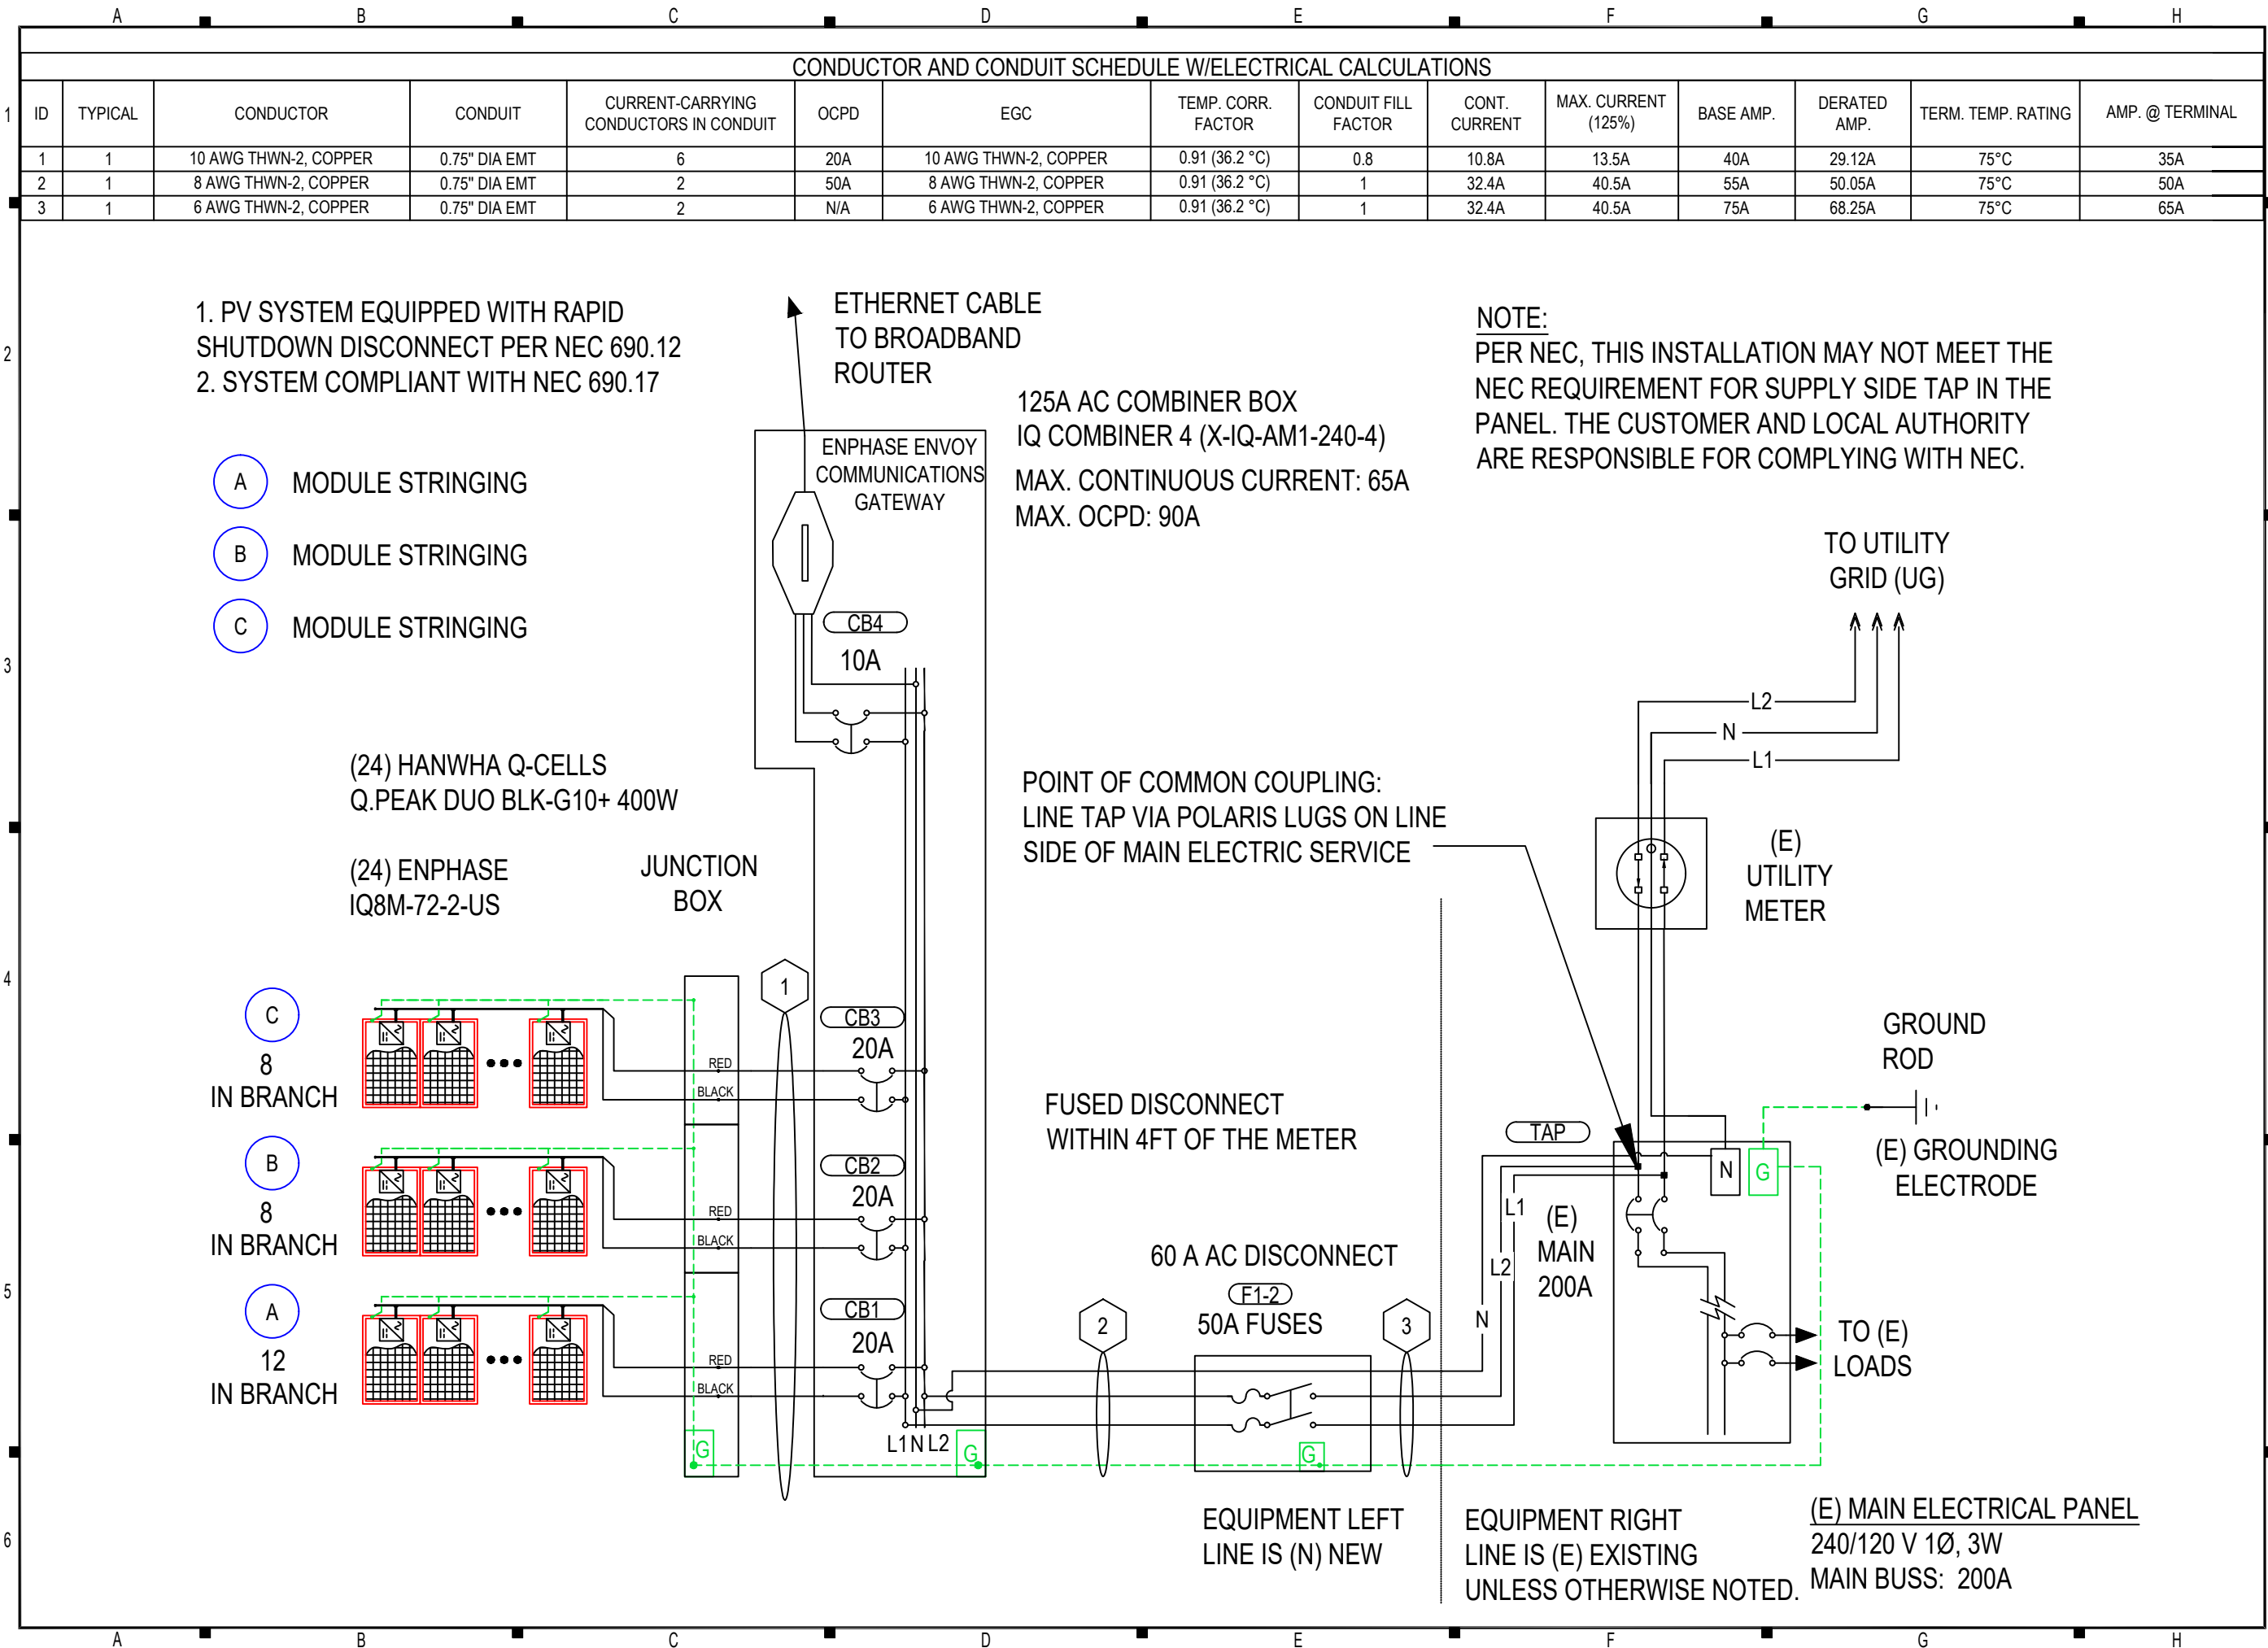 A B C D E F G H
CONDUCTOR AND CONDUIT SCHEDULE W/ELECTRICAL CALCULATIONS
ID TYPICAL CONDUCTOR CONDUIT CURRENT-CARRYING CONDUCTORS IN CONDUIT OCPD EGC TEMP. CORR. FACTOR CONDUIT FILL FACTOR CONT. CURRENT MAX. CURRENT (125%) BASE AMP. DERATED AMP. TERM. TEMP. RATING AMP. @ TERMINAL
1 1 10 AWG THWN-2, COPPER 0.75" DIA EMT 6 20A 10 AWG THWN-2, COPPER 0.91 (36.2 °C) 0.8 10.8A 13.5A 40A 29.12A 75°C 35A
2 1 8 AWG THWN-2, COPPER 0.75" DIA EMT 2 50A 8 AWG THWN-2, COPPER 0.91 (36.2 °C) 1 32.4A 40.5A 55A 50.05A 75°C 50A
3 1 6 AWG THWN-2, COPPER 0.75" DIA EMT 2 N/A 6 AWG THWN-2, COPPER 0.91 (36.2 °C) 1 32.4A 40.5A 75A 68.25A 75°C 65A
1
2
3
4
5
6
1. PV SYSTEM EQUIPPED WITH RAPID
SHUTDOWN DISCONNECT PER NEC 690.12
2. SYSTEM COMPLIANT WITH NEC 690.17
ETHERNET CABLE
TO BROADBAND
ROUTER
NOTE:
PER NEC, THIS INSTALLATION MAY NOT MEET THE
NEC REQUIREMENT FOR SUPPLY SIDE TAP IN THE
PANEL. THE CUSTOMER AND LOCAL AUTHORITY
ARE RESPONSIBLE FOR COMPLYING WITH NEC.
125A AC COMBINER BOX
IQ COMBINER 4 (X-IQ-AM1-240-4)
MAX. CONTINUOUS CURRENT: 65A
MAX. OCPD: 90A
ENPHASE ENVOY
COMMUNICATIONS
GATEWAY
A MODULE STRINGING
B MODULE STRINGING
C MODULE STRINGING
CB4
10A
TO UTILITY
GRID (UG)
L2
N
L1
(24) HANWHA Q-CELLS
Q.PEAK DUO BLK-G10+ 400W
(24) ENPHASE
IQ8M-72-2-US
JUNCTION
BOX
POINT OF COMMON COUPLING:
LINE TAP VIA POLARIS LUGS ON LINE
SIDE OF MAIN ELECTRIC SERVICE
(E)
UTILITY
METER
1
C
8
IN BRANCH
RED
BLACK
CB3
20A
GROUND
ROD
(E) GROUNDING
ELECTRODE
FUSED DISCONNECT
WITHIN 4FT OF THE METER
TAP
N
G
B
8
IN BRANCH
RED
BLACK
CB2
20A
L1
L2
N
(E)
MAIN
200A
60 A AC DISCONNECT
F1-2
50A FUSES
2
3
A
12
IN BRANCH
RED
BLACK
CB1
20A
TO (E)
LOADS
L1 N L2
G
G
G
EQUIPMENT LEFT
LINE IS (N) NEW
EQUIPMENT RIGHT
LINE IS (E) EXISTING
UNLESS OTHERWISE NOTED.
(E) MAIN ELECTRICAL PANEL
240/120 V 1Ø, 3W
MAIN BUSS: 200A
A B C D E F G H